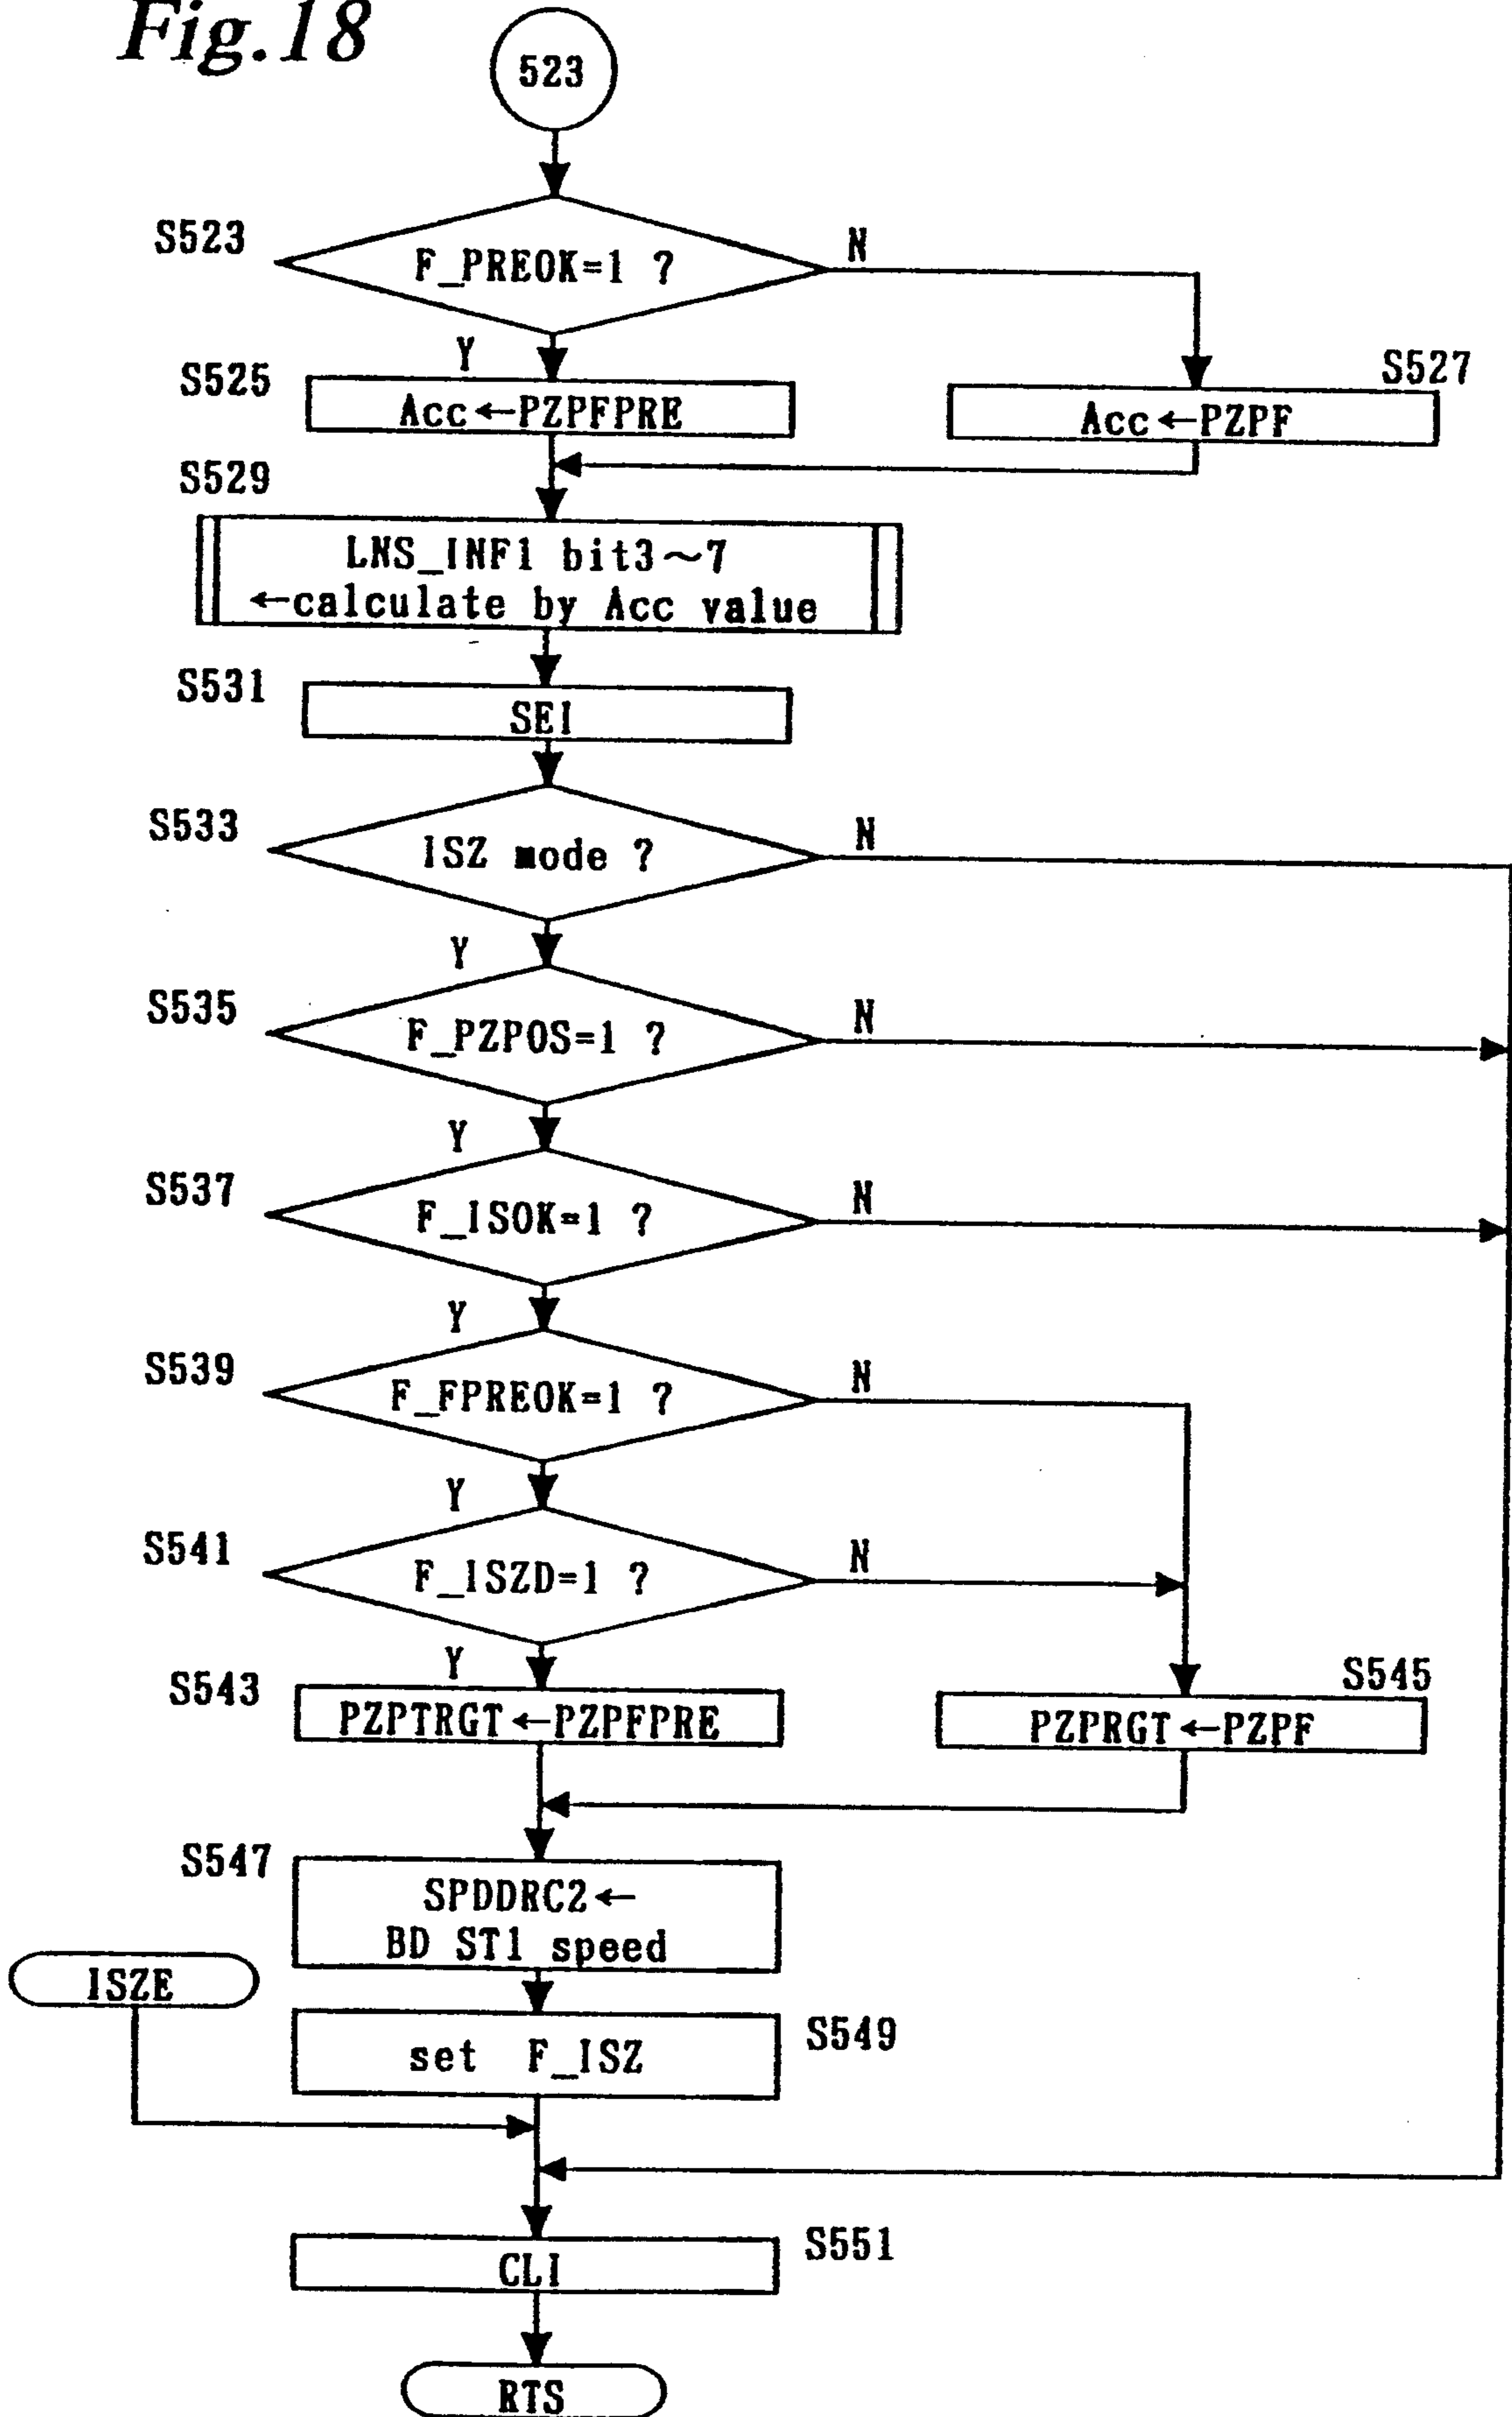 Fig.18
523
S523
F_PREOK=1 ?
N
Y
S525
Acc←PZPFPRE
S527
Acc←PZPF
S529
LNS_INF1 bit3～7
←calculate by Acc value
S531
SEI
S533
ISZ mode ?
N
Y
S535
F_PZPOS=1 ?
N
Y
S537
F_ISOK=1 ?
N
Y
S539
F_FPREOK=1 ?
N
Y
S541
F_ISZD=1 ?
N
Y
S543
PZPTRGT←PZPFPRE
S545
PZPRGT←PZPF
S547
SPDDRC2←
BD ST1 speed
ISZE
set F_ISZ
S549
CLI
S551
RTS